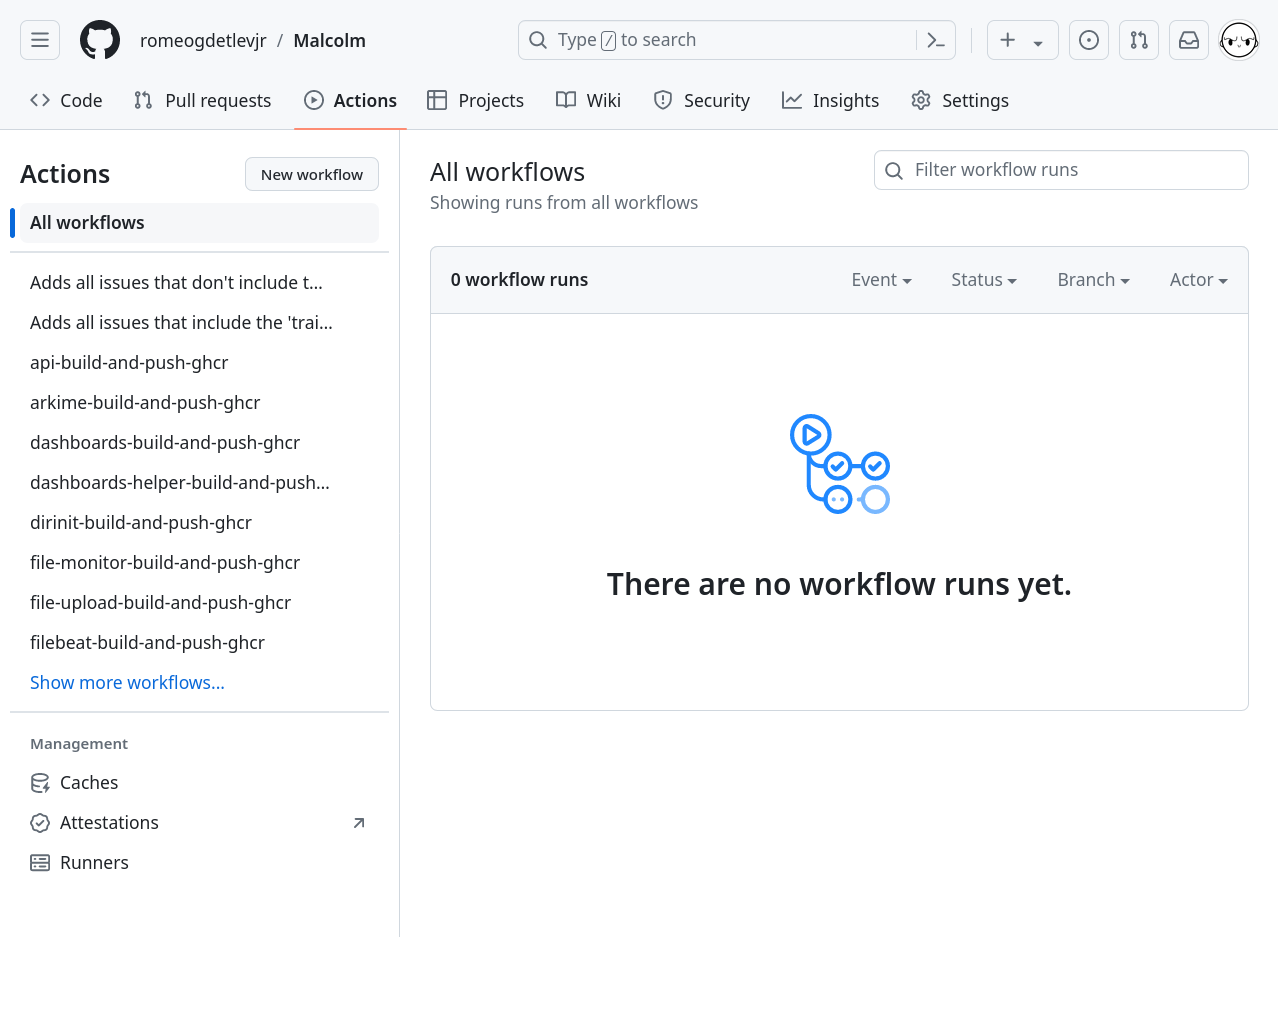 romeogdetlevjr / Malcolm
Type / to search
Code
Pull requests
Actions
Projects
Wiki
Security
Insights
Settings
Actions
New workflow
All workflows
Adds all issues that don't include t...
Adds all issues that include the 'trai...
api-build-and-push-ghcr
arkime-build-and-push-ghcr
dashboards-build-and-push-ghcr
dashboards-helper-build-and-push...
dirinit-build-and-push-ghcr
file-monitor-build-and-push-ghcr
file-upload-build-and-push-ghcr
filebeat-build-and-push-ghcr
Show more workflows...
Management
Caches
Attestations
Runners
All workflows
Showing runs from all workflows
Filter workflow runs
0 workflow runs
Event
Status
Branch
Actor
There are no workflow runs yet.